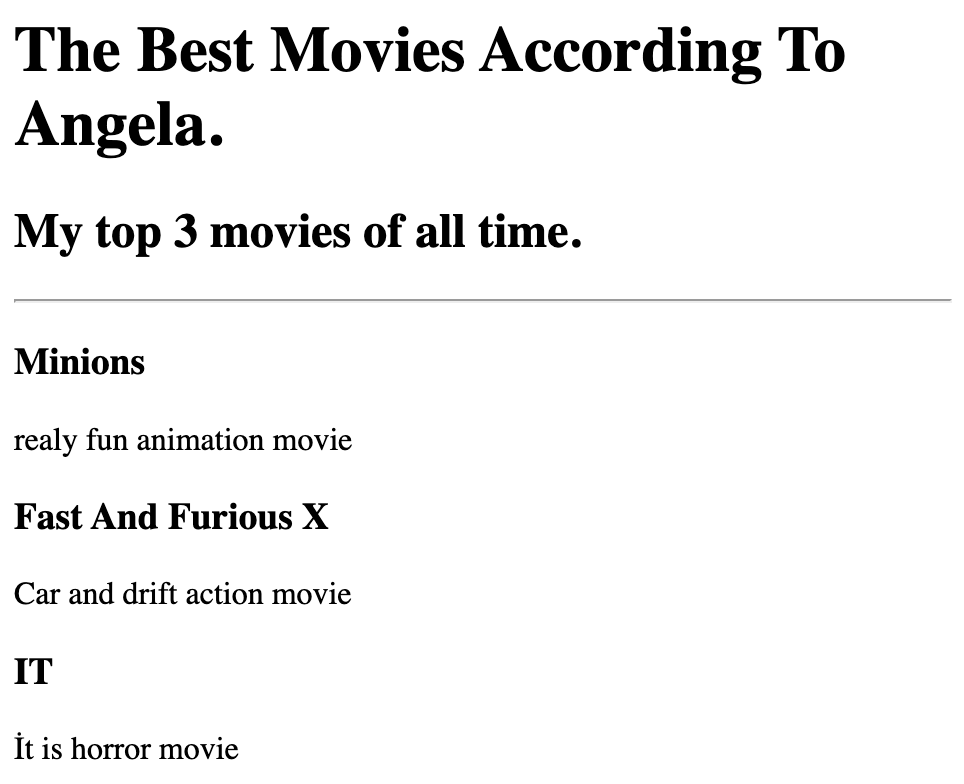 The Best Movies According To
Angela.
My top 3 movies of all time.
Minions
realy fun animation movie
Fast And Furious X
Car and drift action movie
IT
İt is horror movie